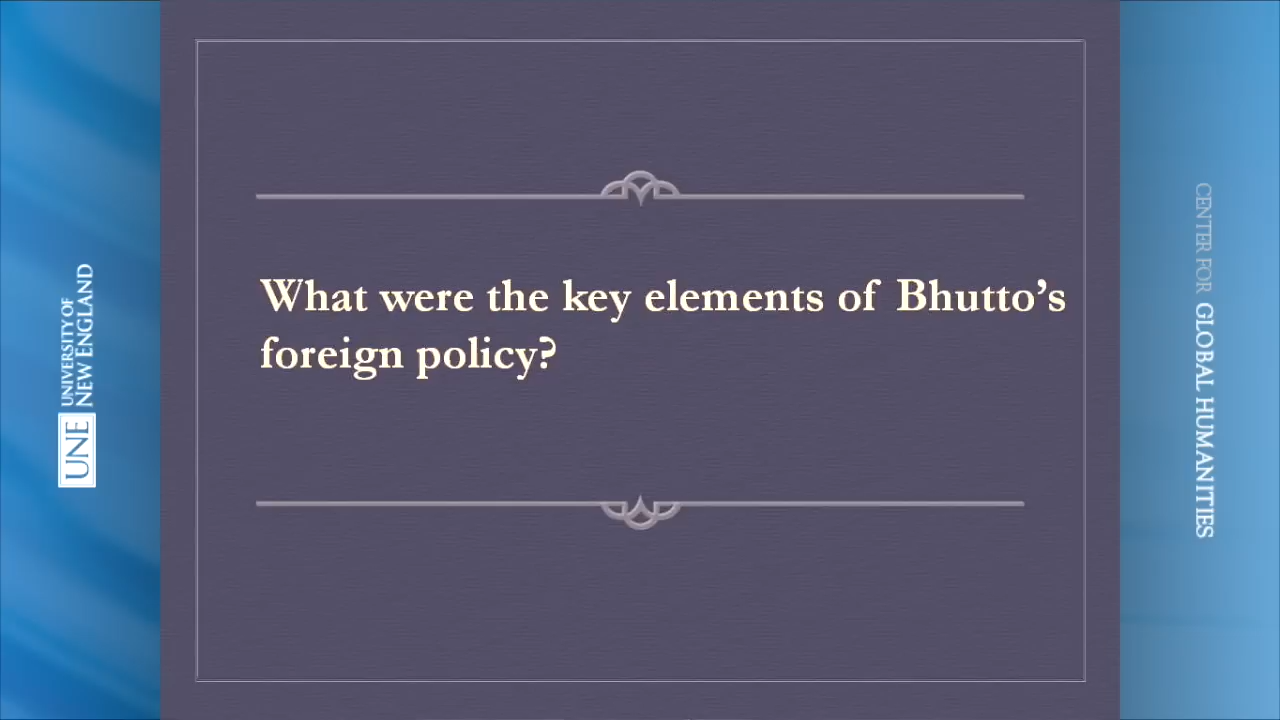 What were the key elements of Bhutto's
foreign policy?
UNE
UNIVERSITY OF
NEW ENGLAND
CENTER FOR GLOBAL HUMANITIES